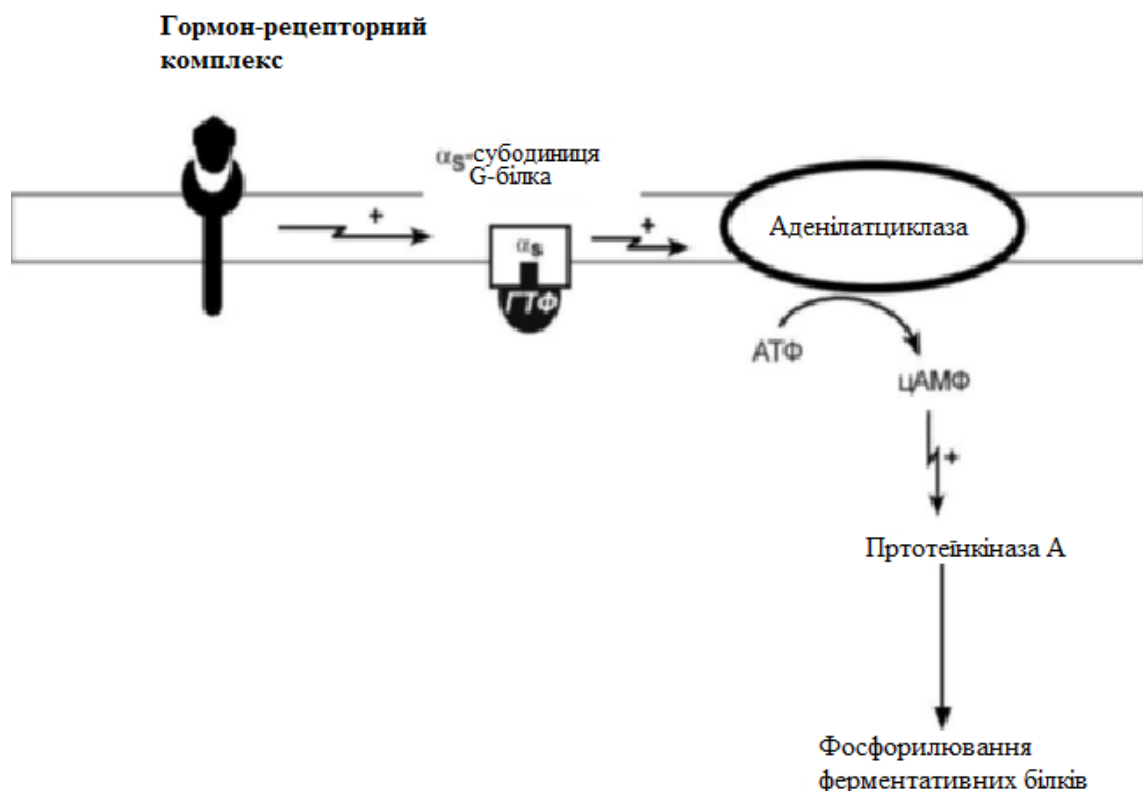 Гормон-рецепторний
комплекс
αs-субодиниця
G-білка
+
+
αs
ГТФ
Аденілатциклаза
АТФ
цАМФ
+
Пртотеїнкіназа А
Фосфорилювання
ферментативних білків